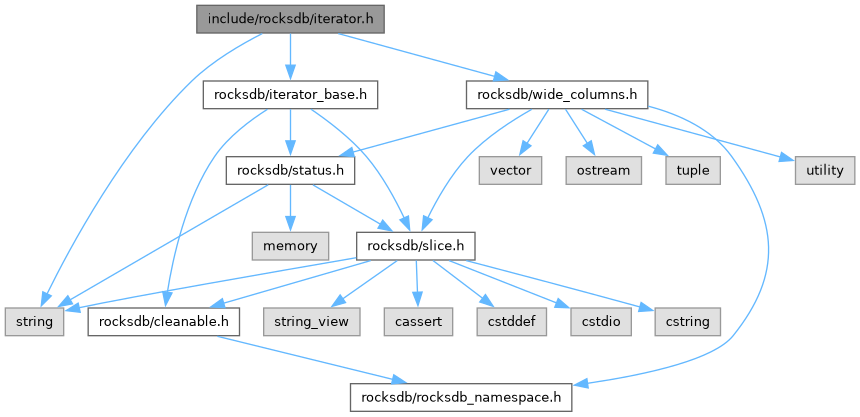 include/rocksdb/iterator.h
rocksdb/iterator_base.h
rocksdb/wide_columns.h
rocksdb/status.h
vector
ostream
tuple
utility
memory
rocksdb/slice.h
string
rocksdb/cleanable.h
string_view
cassert
cstddef
cstdio
cstring
rocksdb/rocksdb_namespace.h